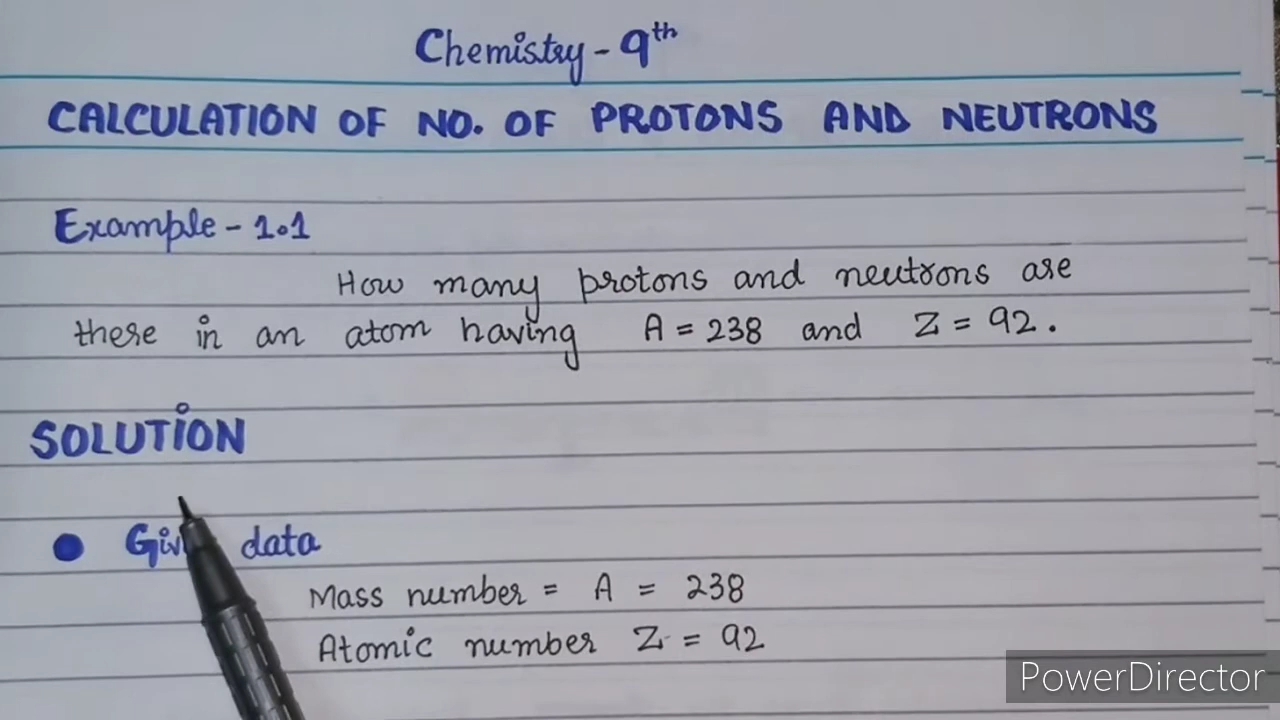 Chemistry - 9th
CALCULATION OF NO. OF PROTONS AND NEUTRONS
Example - 1.1
How many protons and neutrons are
there in an atom having A = 238 and Z = 92.
SOLUTION
data
Mass number = A = 238
Atomic number Z = 92
PowerDirector